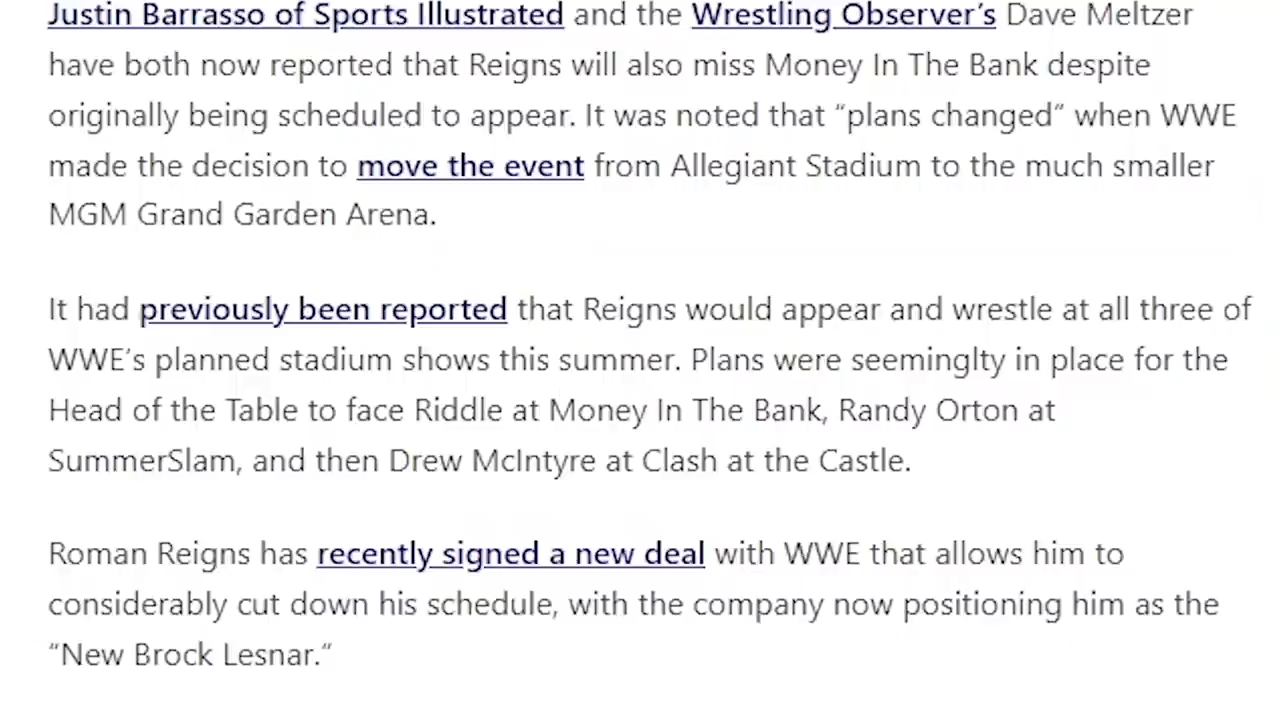 Justin Barrasso of Sports Illustrated and the Wrestling Observer’s Dave Meltzer
have both now reported that Reigns will also miss Money In The Bank despite
originally being scheduled to appear. It was noted that “plans changed” when WWE
made the decision to move the event from Allegiant Stadium to the much smaller
MGM Grand Garden Arena.
It had previously been reported that Reigns would appear and wrestle at all three of
WWE’s planned stadium shows this summer. Plans were seeminglty in place for the
Head of the Table to face Riddle at Money In The Bank, Randy Orton at
SummerSlam, and then Drew McIntyre at Clash at the Castle.
Roman Reigns has recently signed a new deal with WWE that allows him to
considerably cut down his schedule, with the company now positioning him as the
“New Brock Lesnar.“